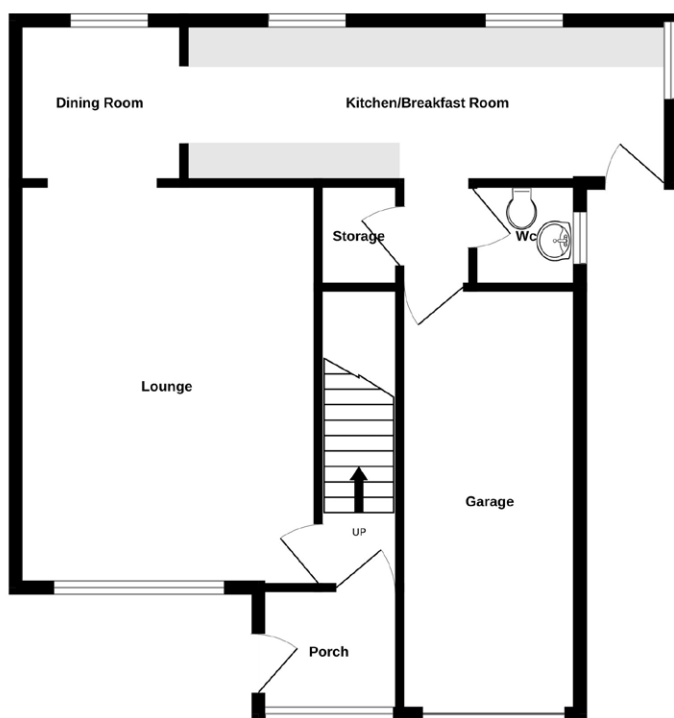 Dining Room
Kitchen/Breakfast Room
Storage
Wc
Lounge
Garage
UP
Porch